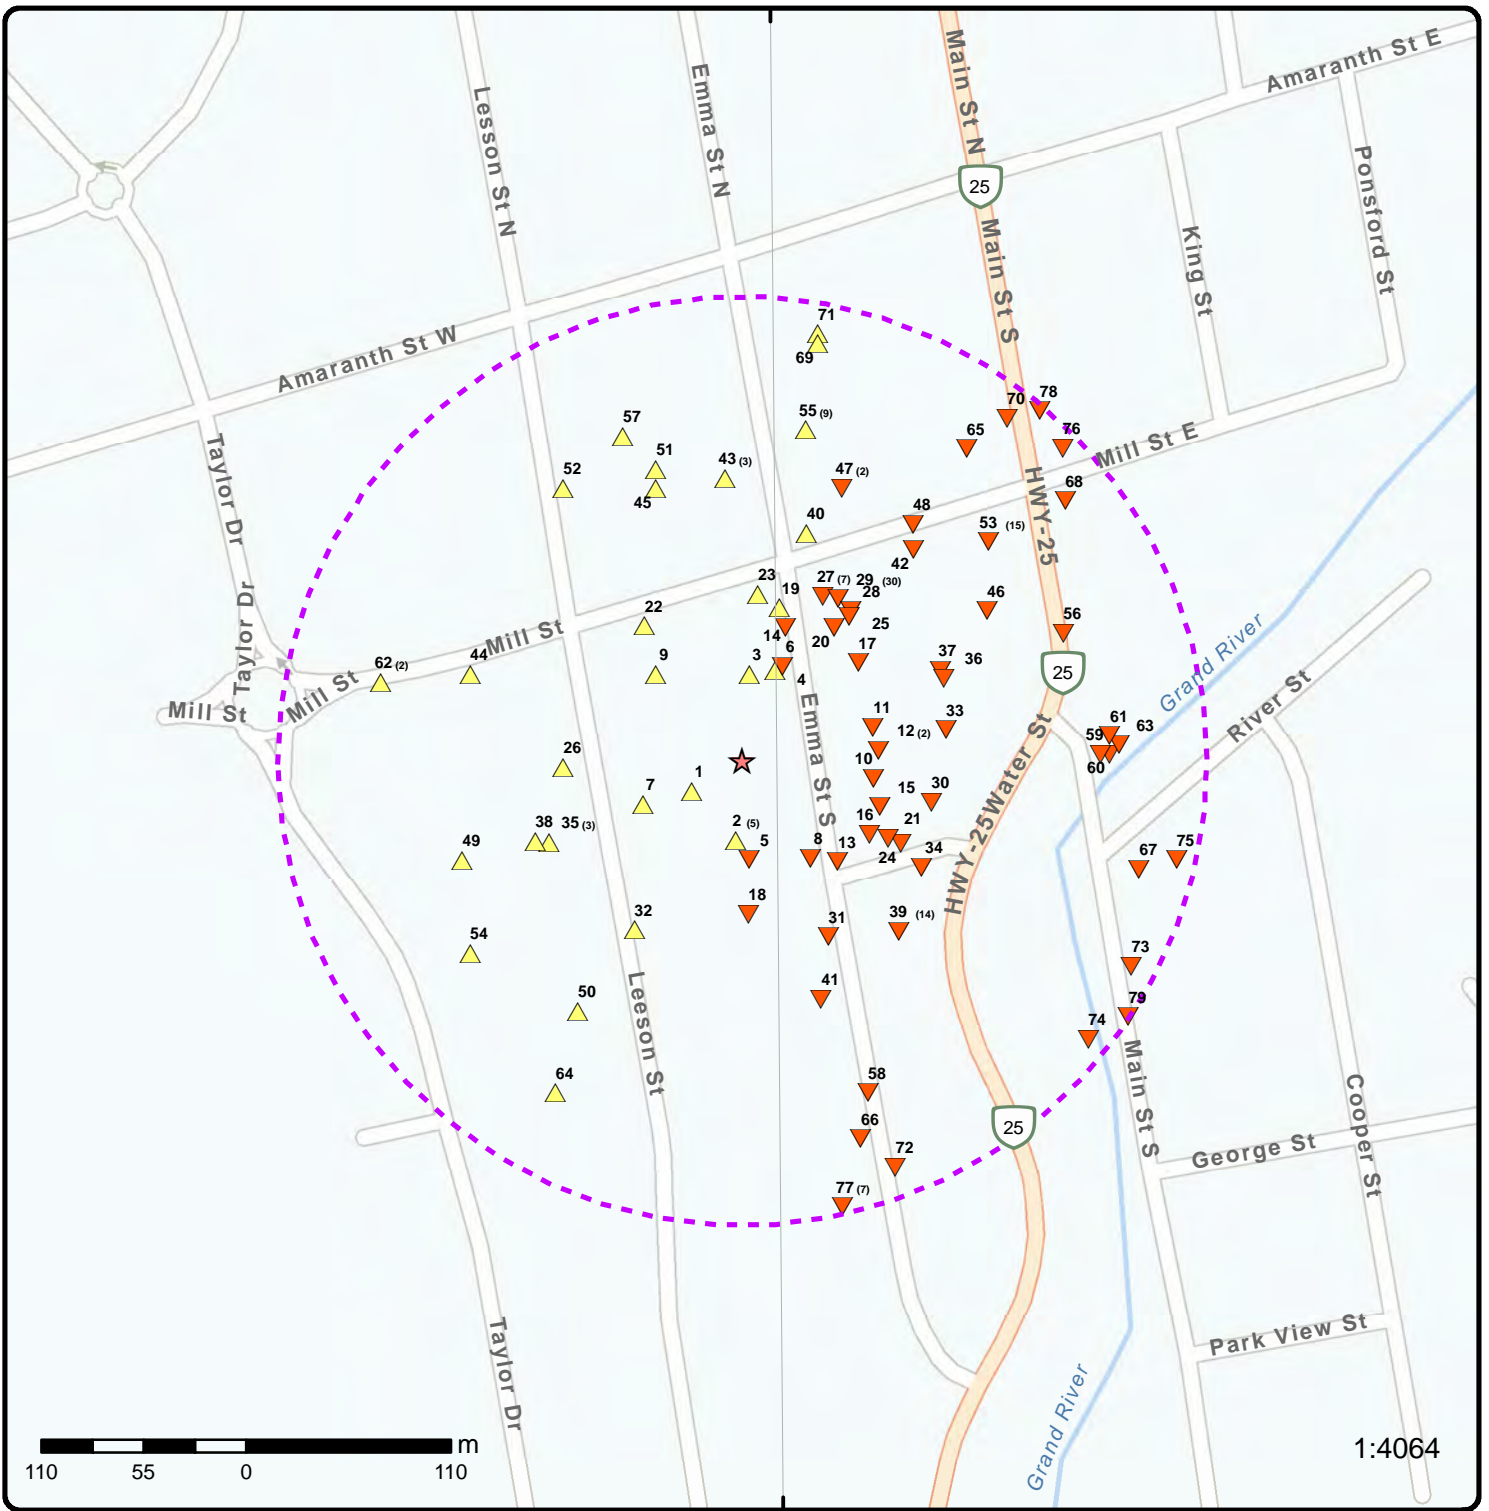 Main St N
Amaranth St E
Lesson St N
Emma St N
25
Ponsford St
Main St S
King St
Amaranth St W
71
69
78
70
57
55 (9)
65
76
Mill St E
Taylor Dr
51
43 (3)
52
47 (2)
45
68
HWY-25
48
40
53 (15)
42
23
27 (7)
29 (30)
28
19
46
Taylor Dr
22
Mill St
14
20
25
56
62 (2)
44
9
3
6
4
17
37
36
25
Grand River
Mill St
Mill St
River St
Emma St S
11
12 (2)
33
61
63
59
60
26
10
7
1
15
30
HWY-25Water St
38
35 (3)
2 (5)
5
8
13
16
21
24
34
49
67
75
18
32
31
39 (14)
54
73
50
41
79
74
Leeson St
64
58
Main St S
Cooper St
66
25
72
George St
77 (7)
Taylor Dr
Park View St
Grand River
m
110 55 0 110
1:4064